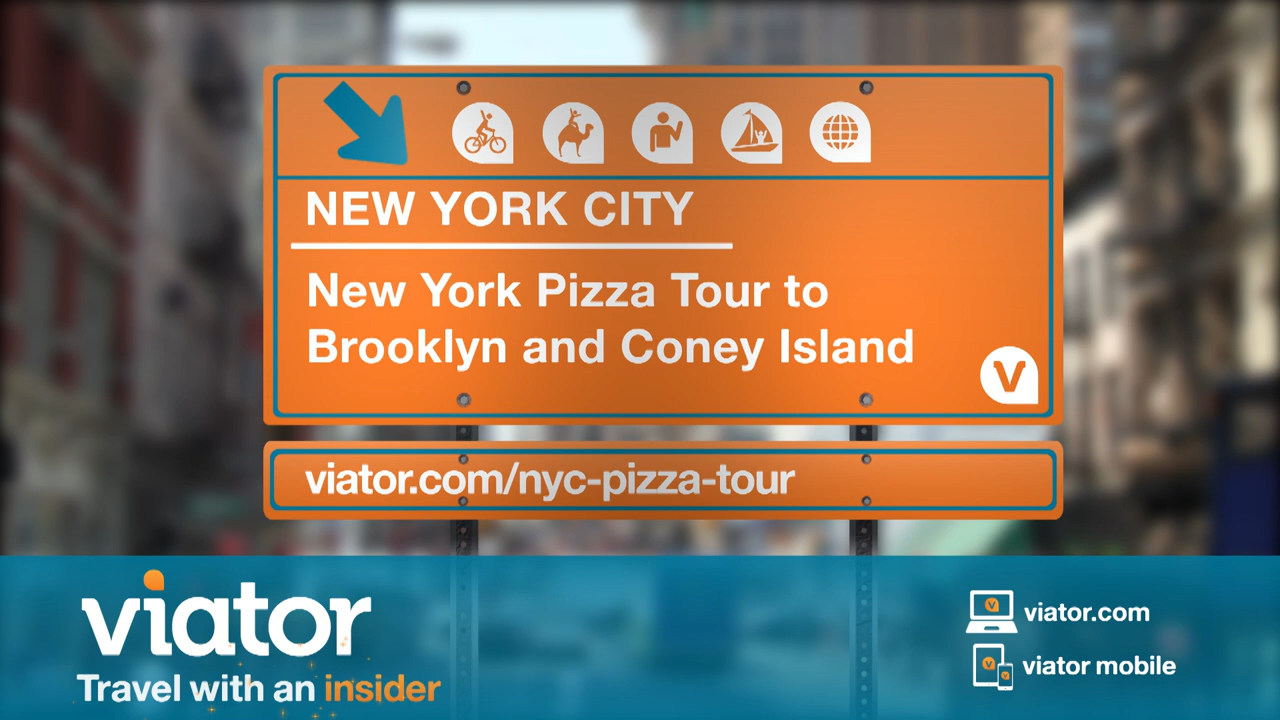 NEW YORK CITY
New York Pizza Tour to
Brooklyn and Coney Island
V
viator.com/nyc-pizza-tour
viator
Travel with an insider
viator.com
viator mobile